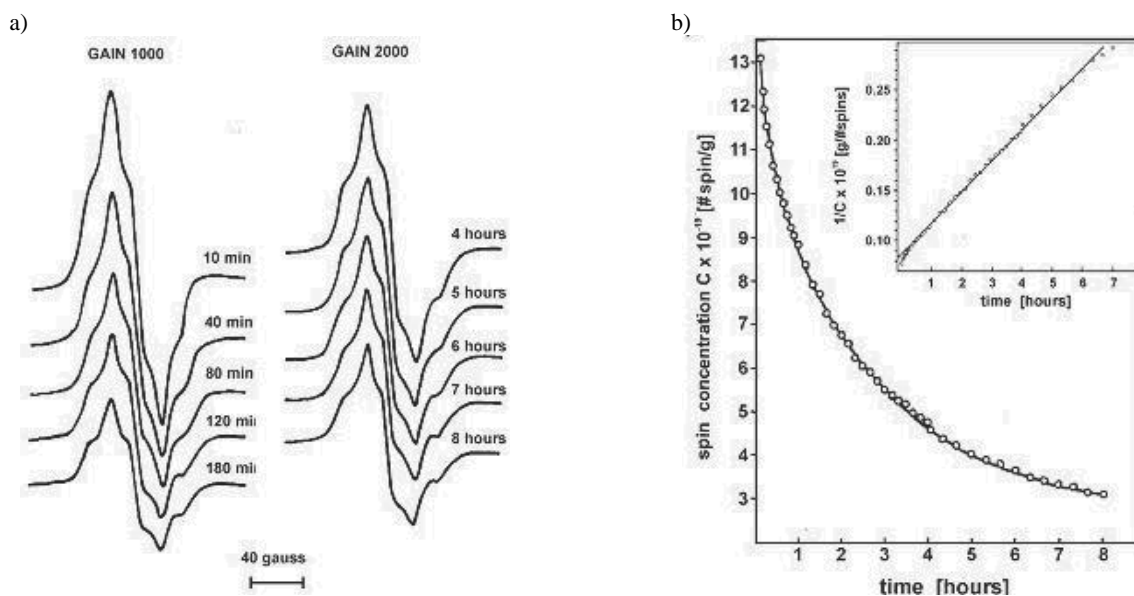 a)
GAIN 1000
GAIN 2000
10 min
40 min
80 min
120 min
180 min
4 hours
5 hours
6 hours
7 hours
8 hours
40 gauss
b)
spin concentration C x 10⁻¹⁹ [#spin/g]
13
12
11
10
9
8
7
6
5
4
3
1 2 3 4 5 6 7 8
time [hours]
1/C x 10¹⁹ [g/#spins]
0.25
0.20
0.15
0.10
1 2 3 4 5 6 7
time [hours]